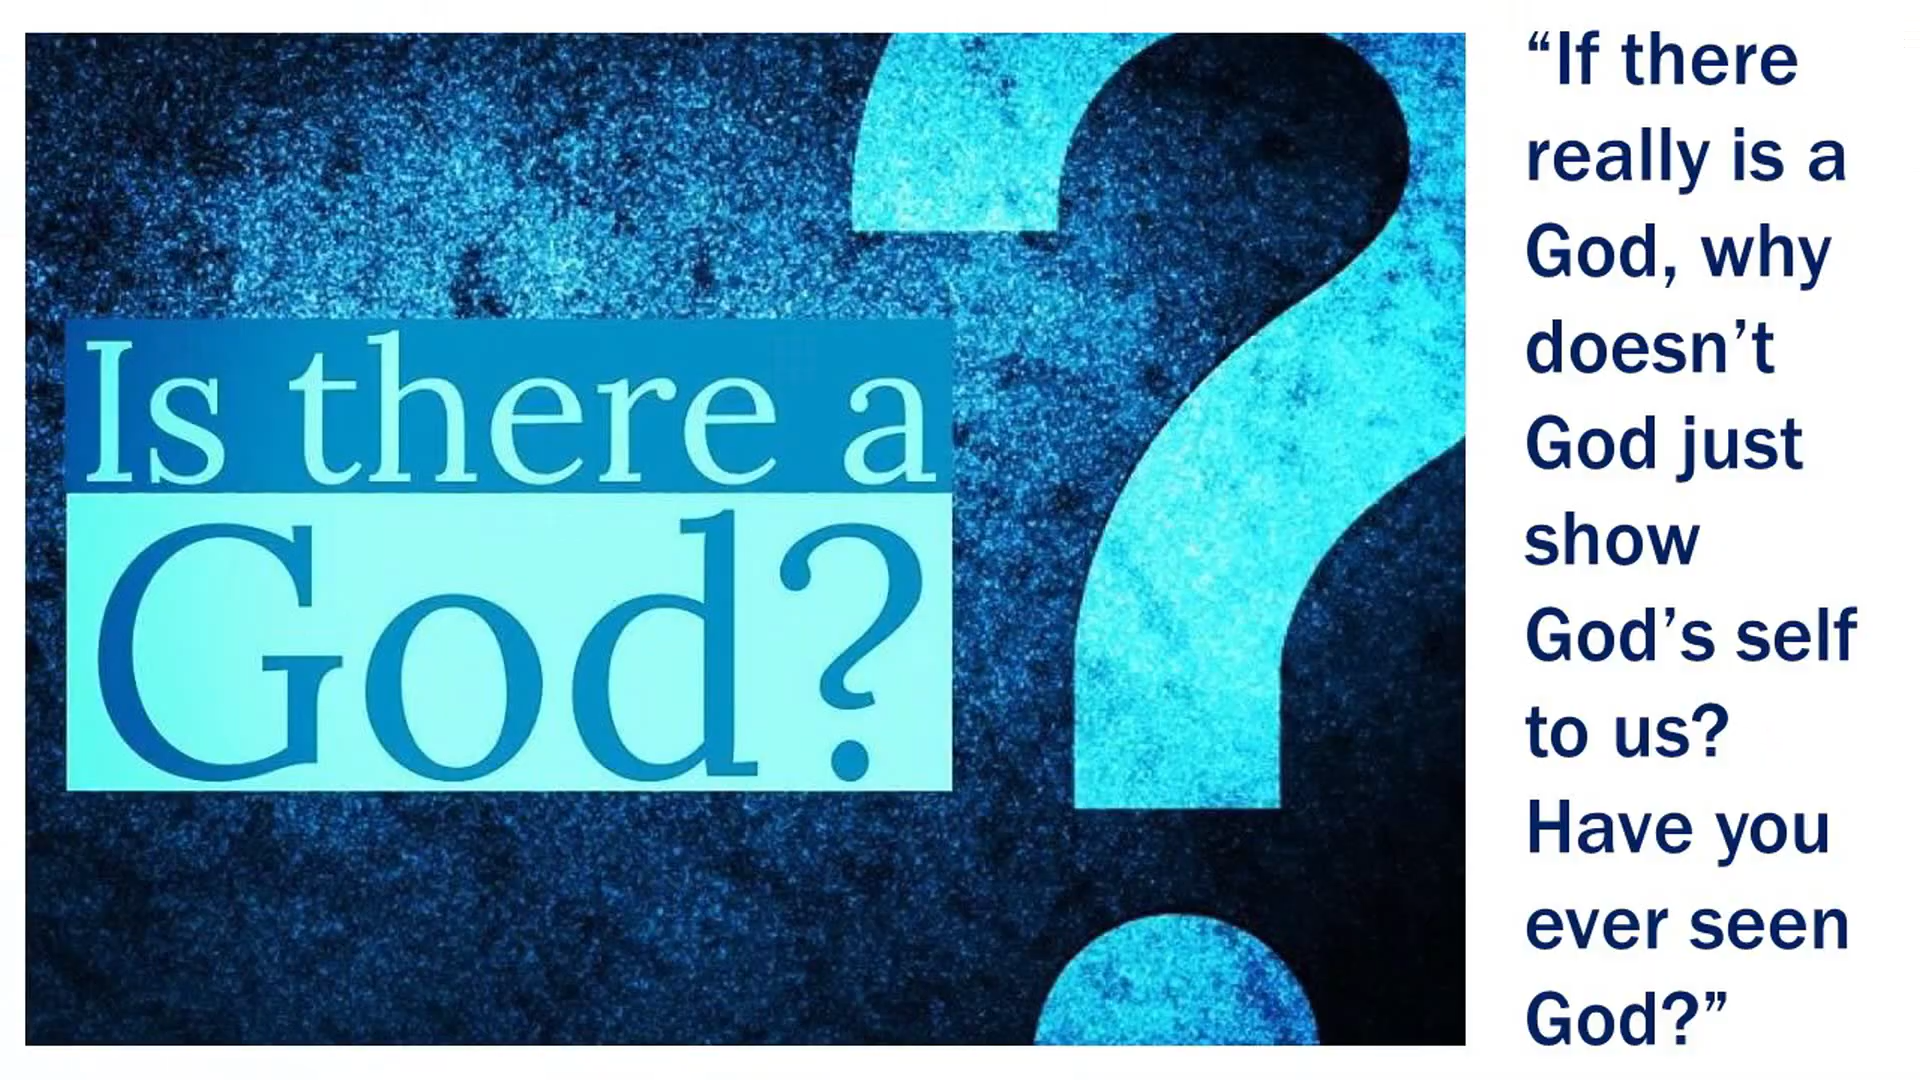 Is there a
God?
“If there
really is a
God, why
doesn’t
God just
show
God’s self
to us?
Have you
ever seen
God?”